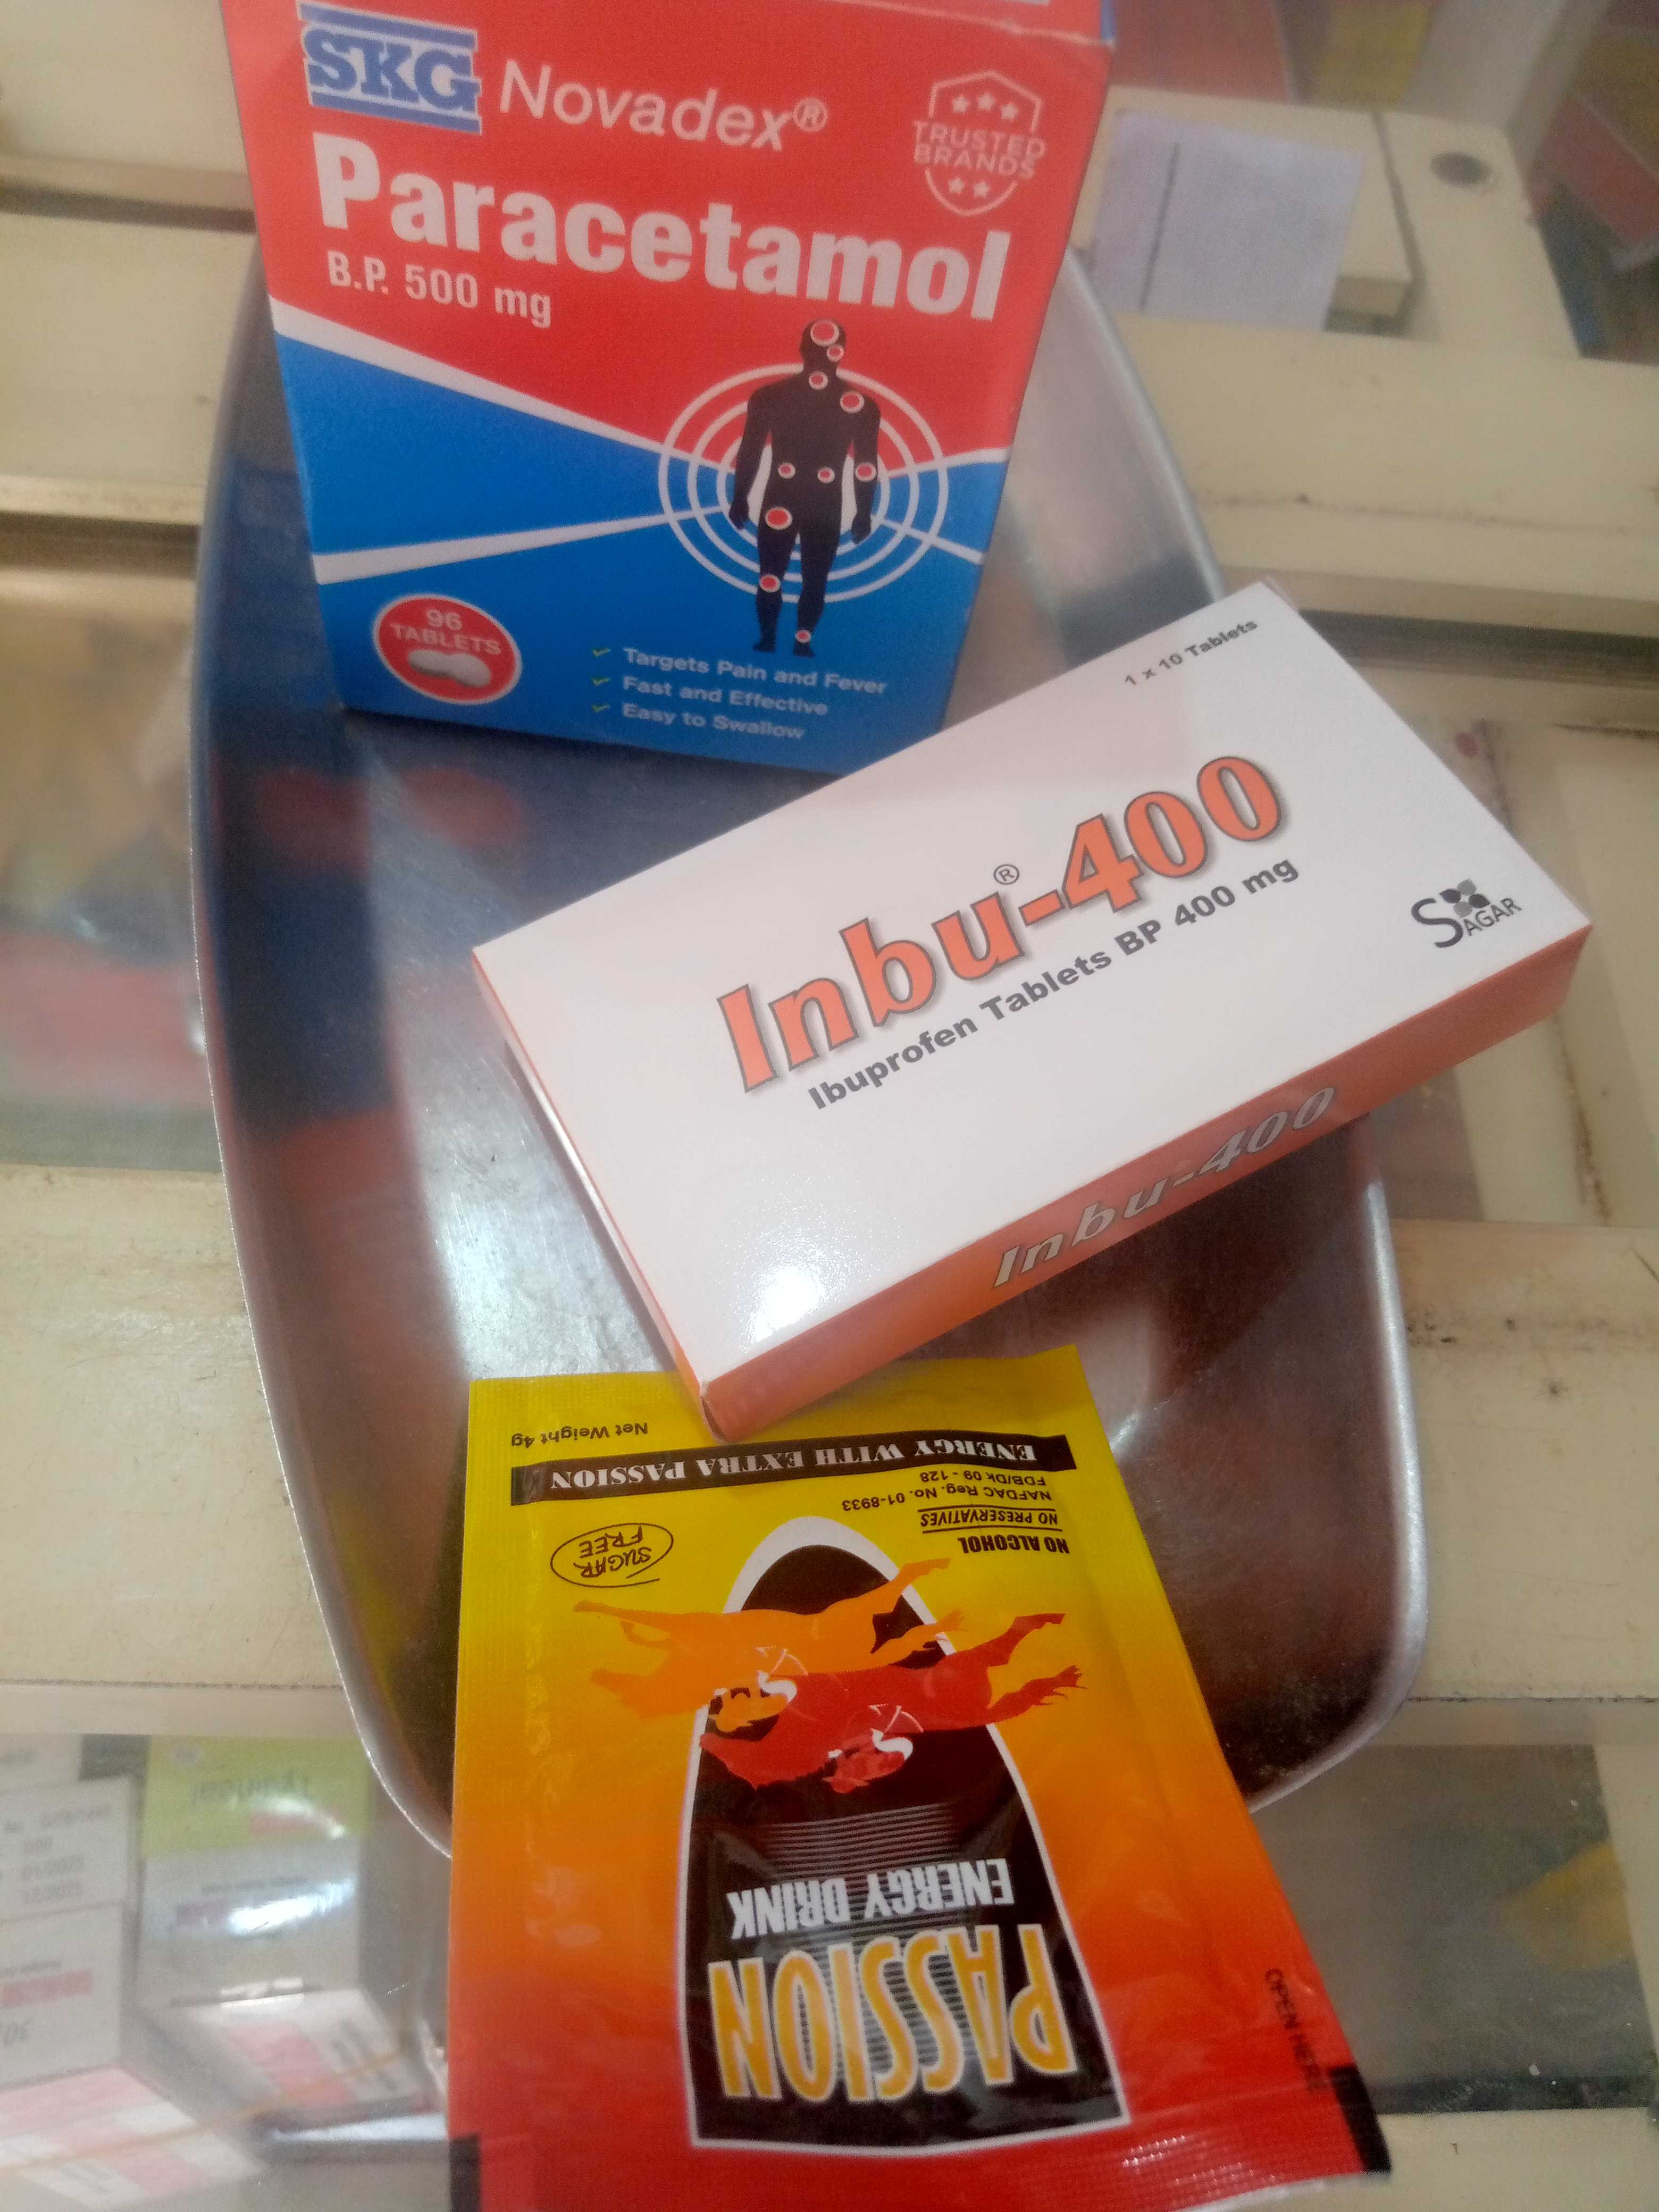 SKG Novadex®
TRUSTED
BRANDS
Paracetamol
B.P. 500 mg
96
TABLETS
Targets Pain and Fever
Fast and Effective
Easy to Swallow
1 x 10 Tablets
Inbu®-400
Ibuprofen Tablets BP 400 mg
SAGAR
Inbu-400
PASSION
ENERGY DRINK
OPEN HERE
NO ALCOHOL
NO PRESERVATIVES
NAFDAC Reg. No. 01-8933
FDB/Dk 09 - 128
SUGAR
FREE
ENERGY WITH EXTRA PASSION
Net Weight 4g